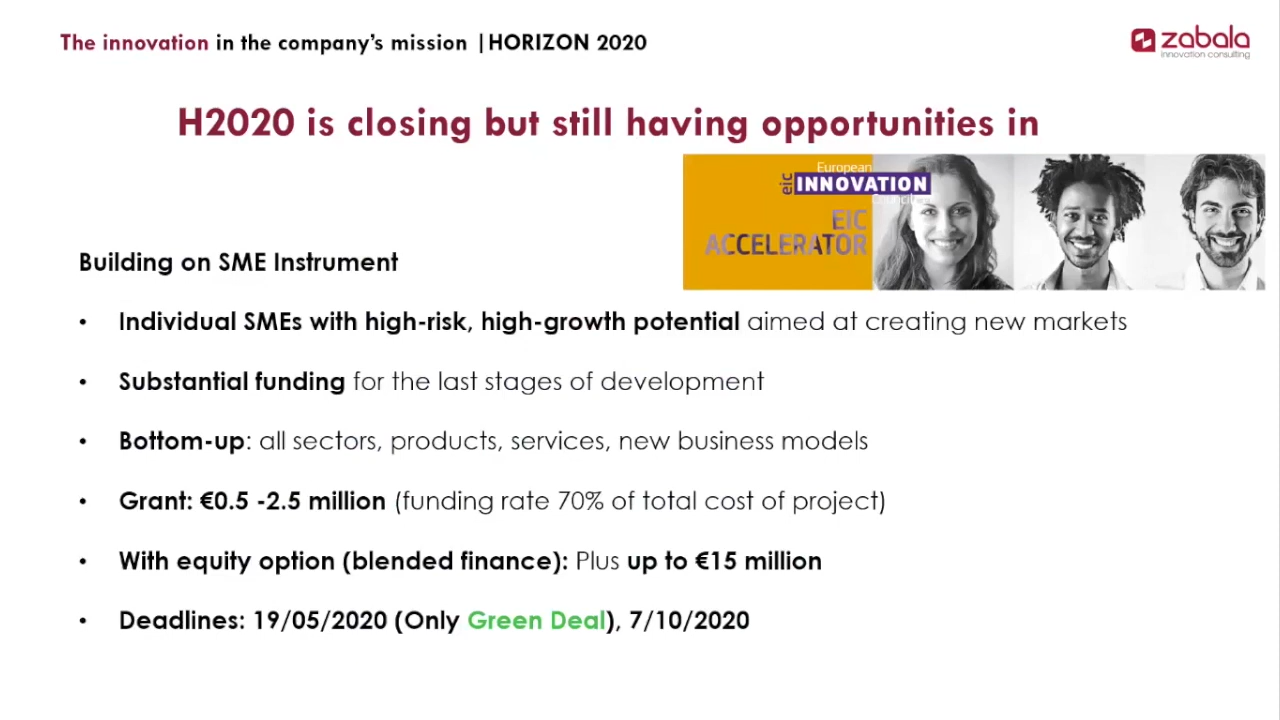 The innovation in the company's mission |HORIZON 2020
zabala
innovation consulting
H2020 is closing but still having opportunities in
European
eic INNOVATION
Council
EIC
ACCELERATOR
Building on SME Instrument
• Individual SMEs with high-risk, high-growth potential aimed at creating new markets
• Substantial funding for the last stages of development
• Bottom-up: all sectors, products, services, new business models
• Grant: €0.5 -2.5 million (funding rate 70% of total cost of project)
• With equity option (blended finance): Plus up to €15 million
• Deadlines: 19/05/2020 (Only Green Deal), 7/10/2020